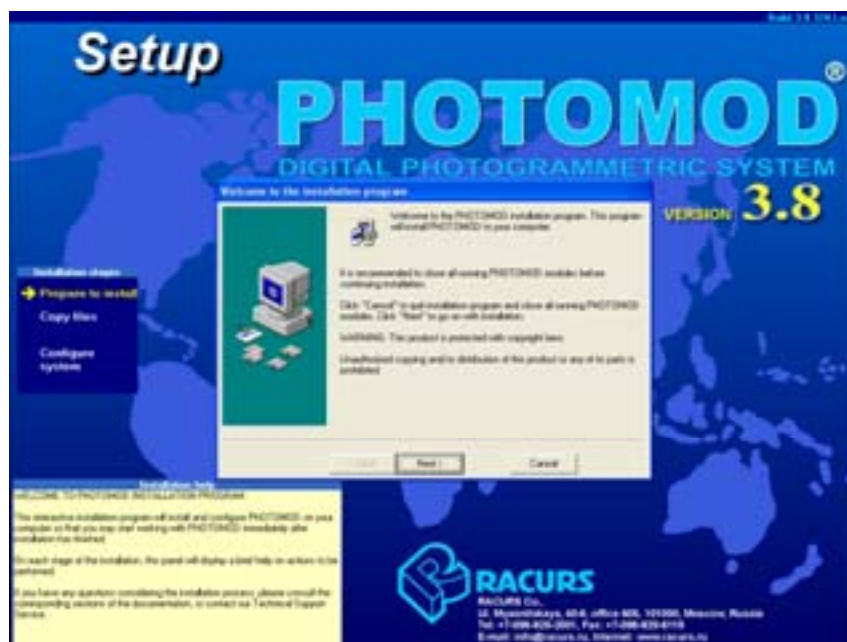 Setup
PHOTOMOD®
DIGITAL PHOTOGRAMMETRIC SYSTEM
VERSION 3.8
Welcome to the installation program
Welcome to the PHOTOMOD installation program. This program
will install PHOTOMOD to your computer.
It is recommended to close all running PHOTOMOD modules before
continuing installation.
Click "Cancel" to quit installation program and close all running PHOTOMOD
modules. Click "Next" to go on with installation.
WARNING: This product is protected with copyright laws.
Unauthorized copying and/or distribution of this product or any of its parts is
prohibited.
Next >
Cancel
Installation stages
Prepare to install
Copy files
Configure
system
Installation help
WELCOME TO PHOTOMOD INSTALLATION PROGRAM
This interactive installation program will install and configure PHOTOMOD on your
computer so that you may start working with PHOTOMOD immediately after
installation has finished.
On each stage of the installation, this panel will display a brief help on actions to be
performed.
If you have any questions considering the installation process, please consult the
corresponding sections of the documentation, or contact our Technical Support
Service.
RACURS
RACURS Co.,
Ul. Myasnitskaya, office Moscow, Russia
Tel: Fax:
E-mail: info@racurs.ru, Internet: www.racurs.ru